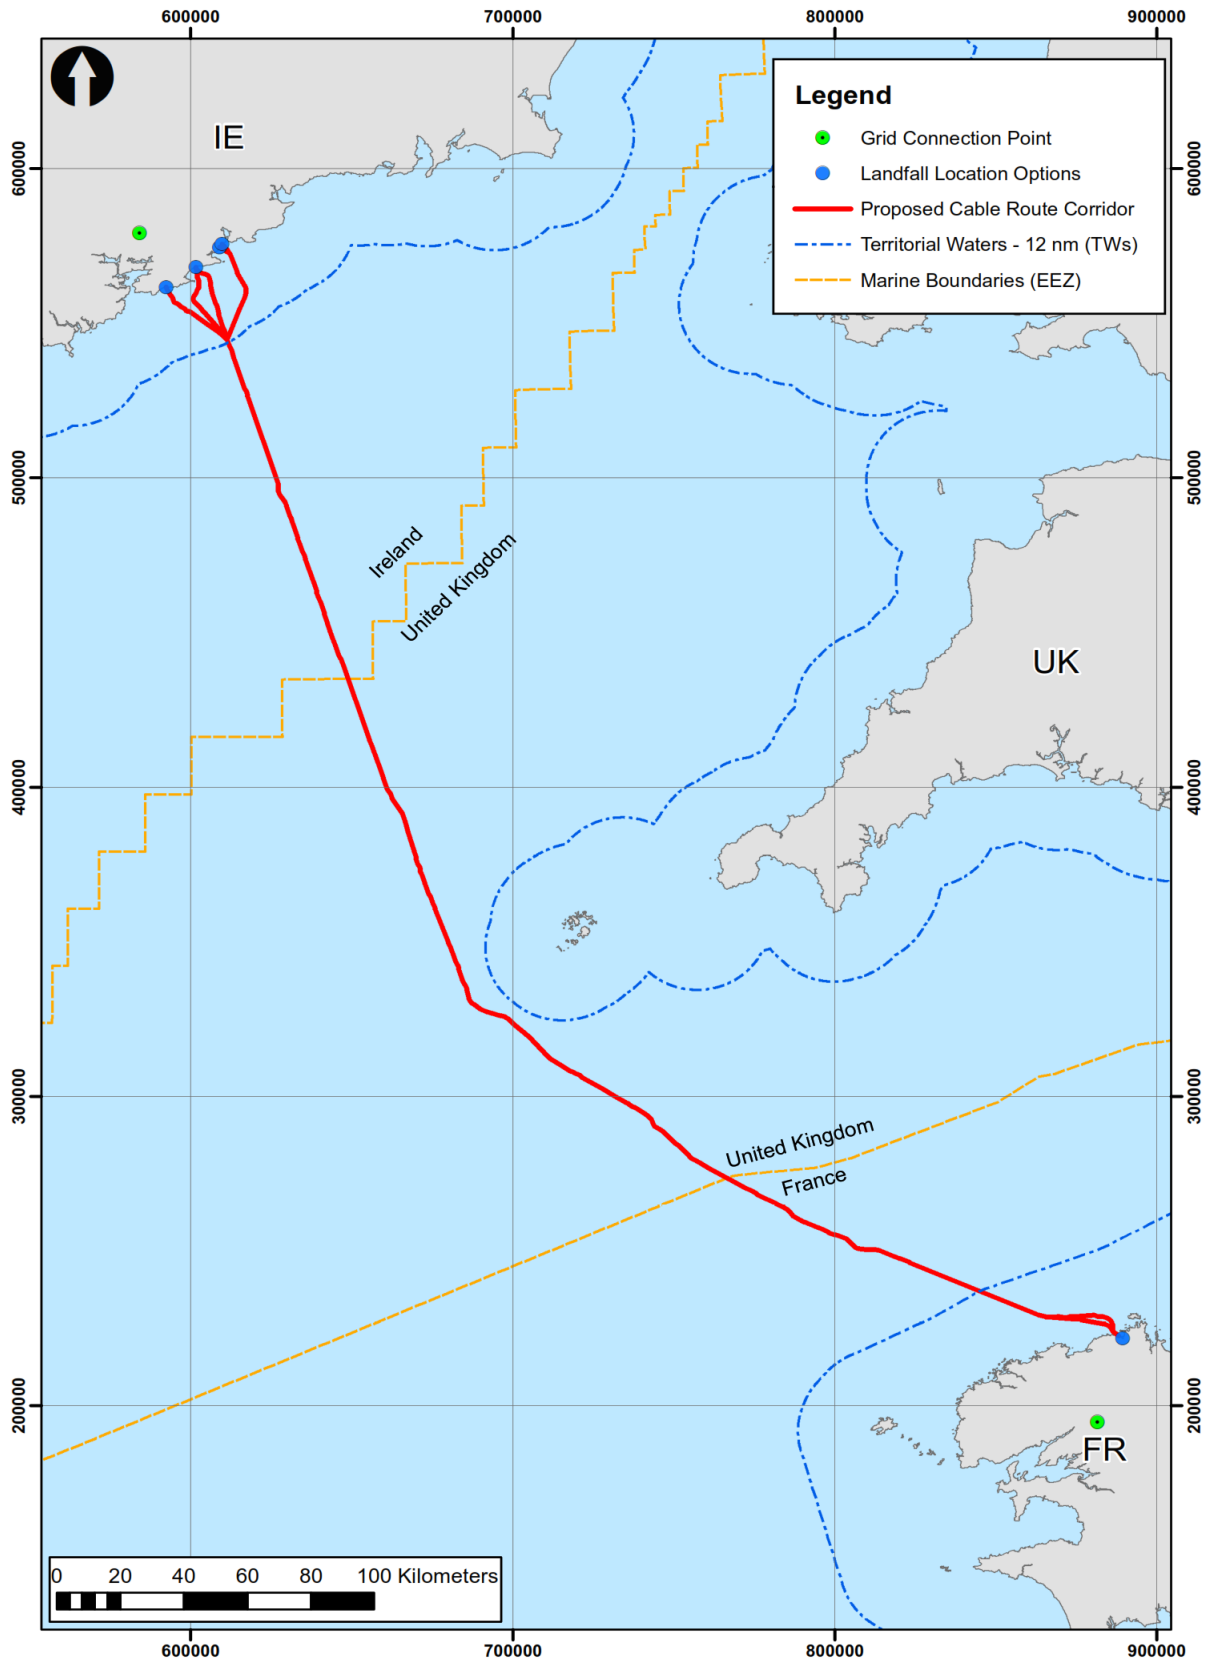 600000 700000 800000 900000
Legend
Grid Connection Point
Landfall Location Options
Proposed Cable Route Corridor
Territorial Waters - 12 nm (TWs)
Marine Boundaries (EEZ)
IE
600000 600000
500000 500000
Ireland
United Kingdom
UK
400000 400000
300000 300000
United Kingdom
France
200000 200000
FR
0 20 40 60 80 100 Kilometers
600000 700000 800000 900000